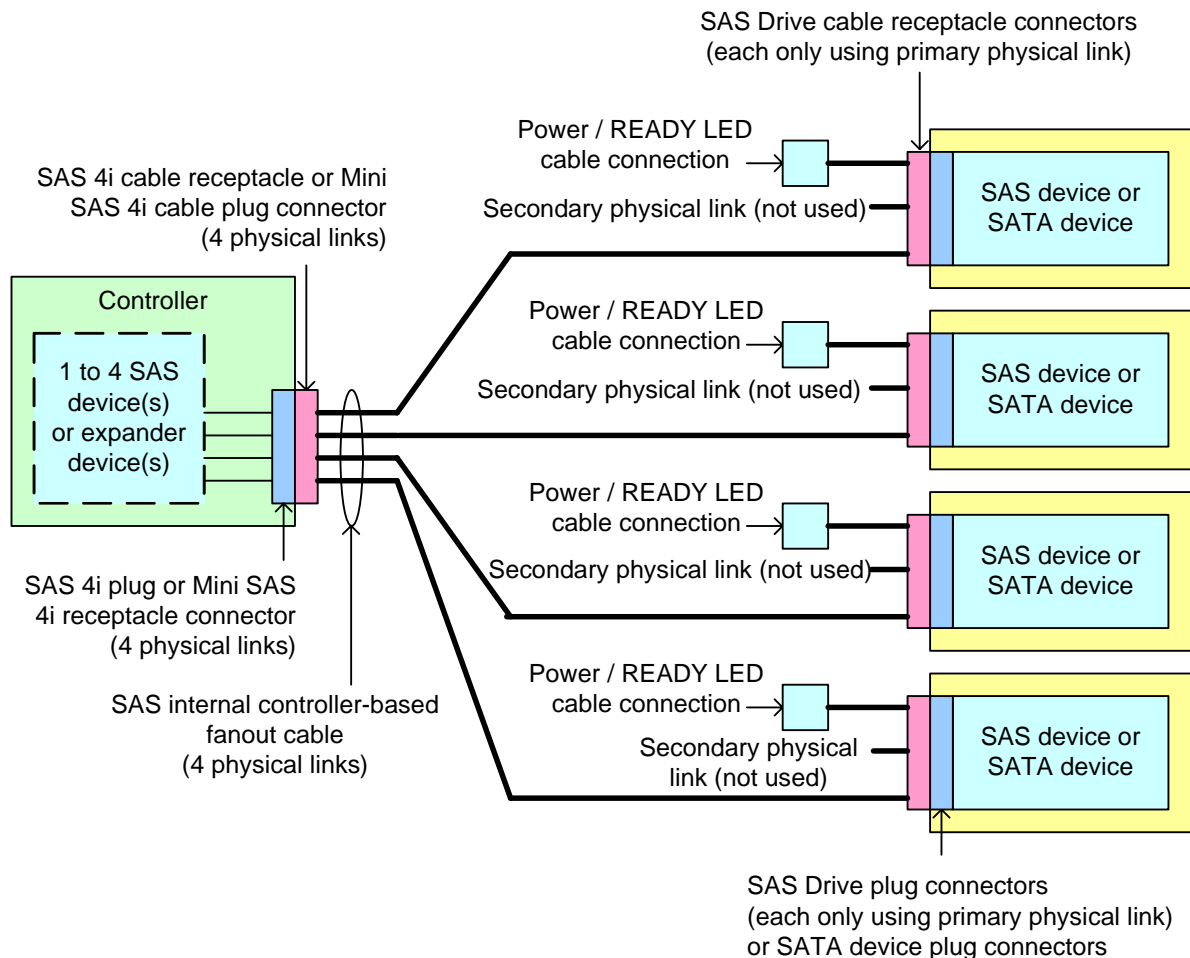 SAS Drive cable receptacle connectors
(each only using primary physical link)
Power / READY LED
cable connection
SAS 4i cable receptacle or Mini
SAS 4i cable plug connector
(4 physical links)
Secondary physical link (not used)
SAS device or
SATA device
Controller
1 to 4 SAS
device(s)
or expander
device(s)
Power / READY LED
cable connection
Secondary physical link (not used)
SAS device or
SATA device
Power / READY LED
cable connection
Secondary physical link (not used)
SAS device or
SATA device
SAS 4i plug or Mini SAS
4i receptacle connector
(4 physical links)
SAS internal controller-based
fanout cable
(4 physical links)
Power / READY LED
cable connection
Secondary physical
link (not used)
SAS device or
SATA device
SAS Drive plug connectors
(each only using primary physical link)
or SATA device plug connectors